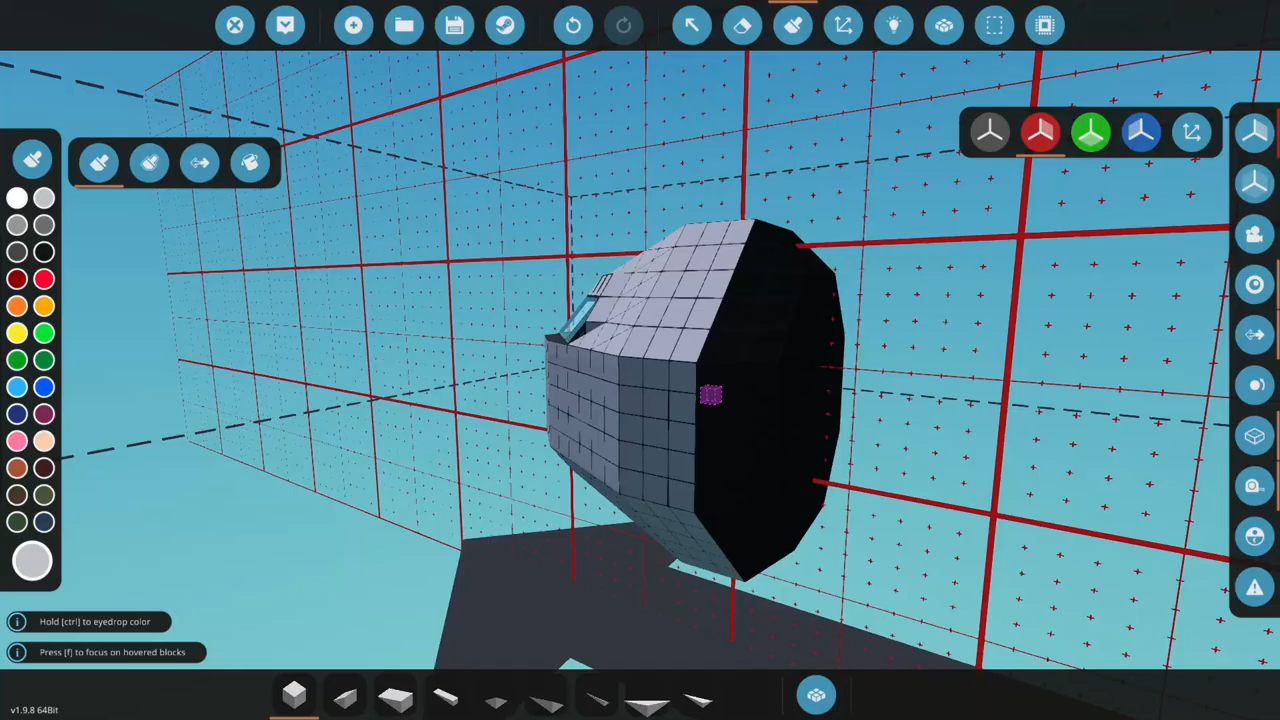 Hold [ctrl] to eyedrop color
Press [f] to focus on hovered blocks
v1.9.8 64Bit